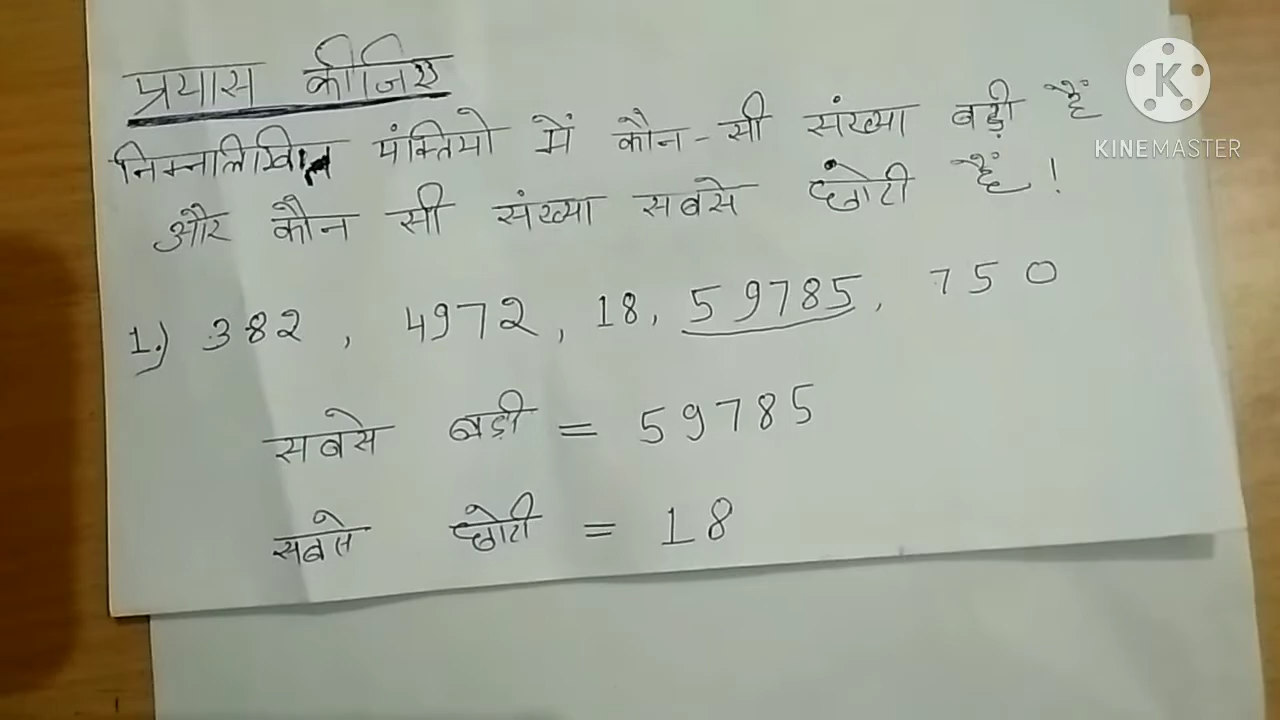 प्रयास कीजिए
निम्नलिखित पंक्तियो में कौन-सी संख्या बड़ी हैं
और कौन सी संख्या सबसे छोटी हैं !
1.) 382, 4972, 18, 59785, 750
सबसे बड़ी = 59785
सबसे छोटी = 18
K
KINEMASTER